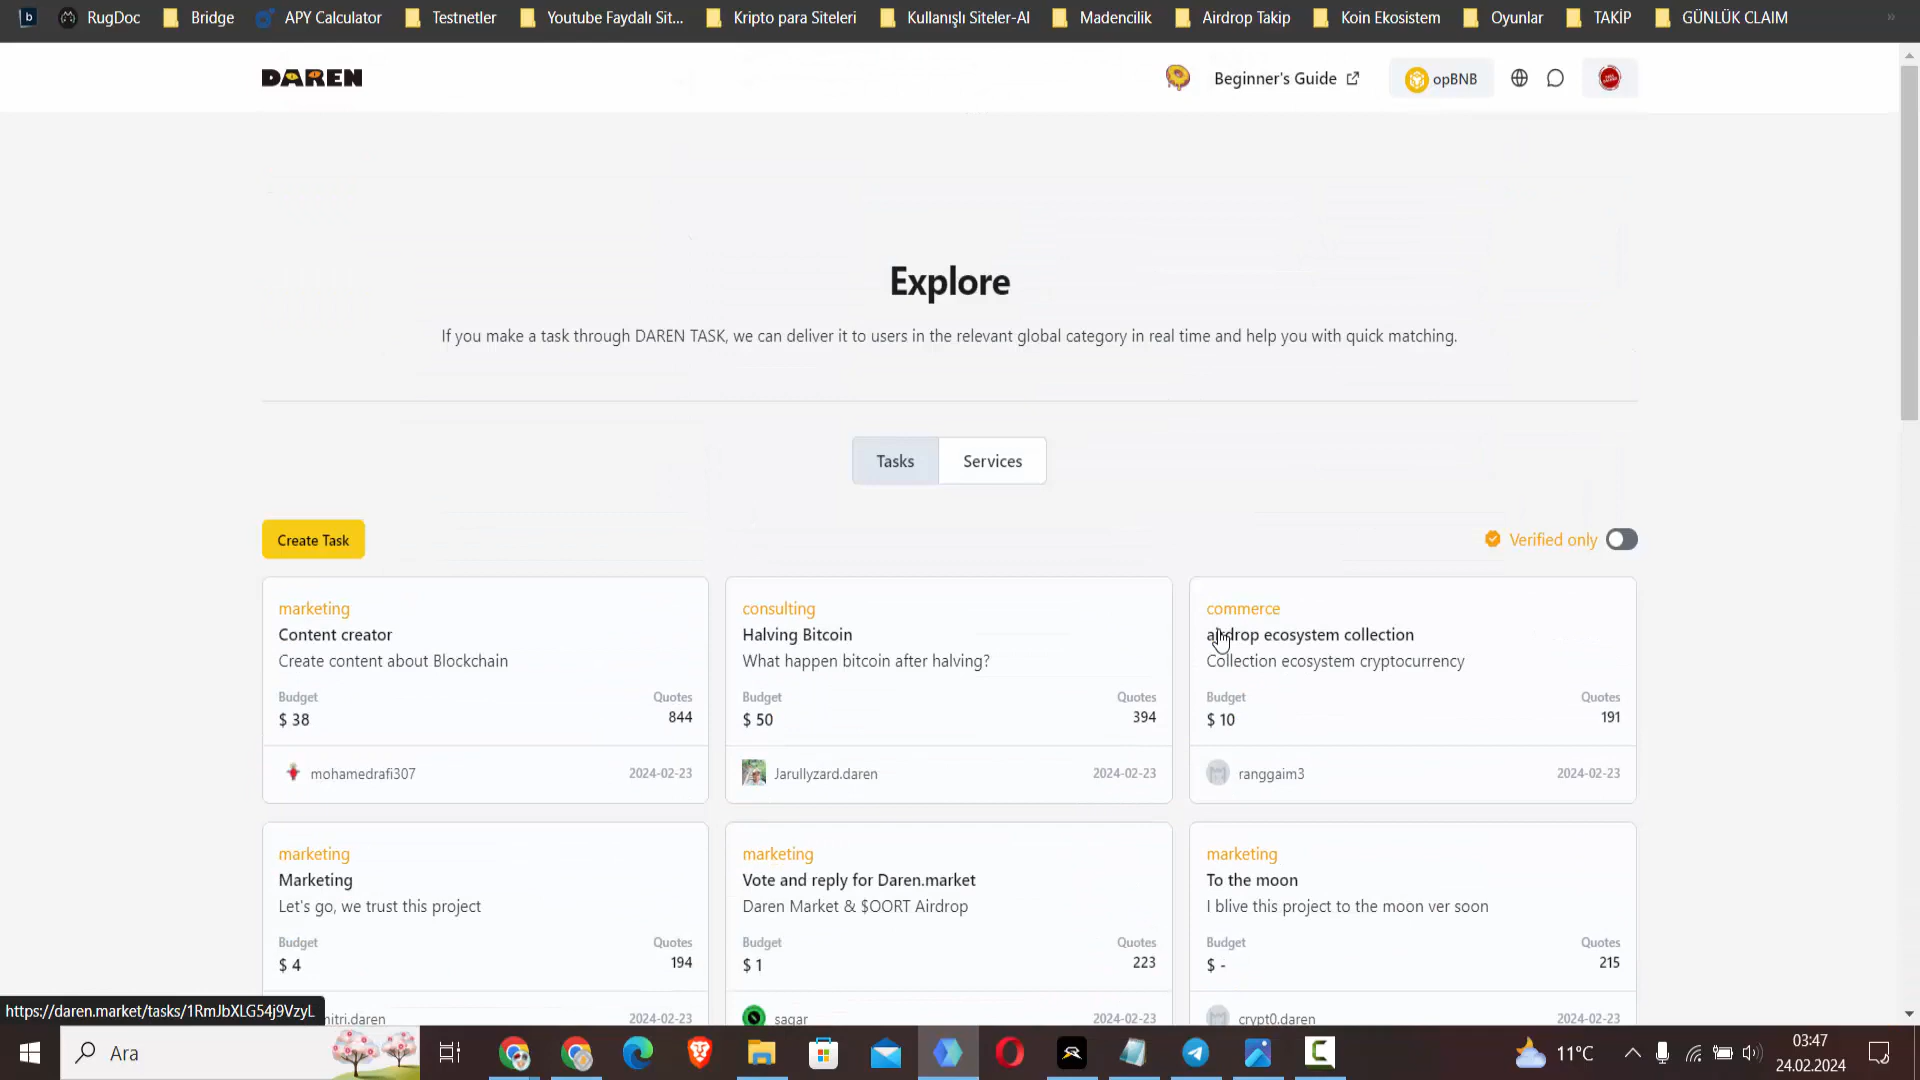 RugDoc Bridge APY Calculator Testnetler Youtube Faydalı Sit... Kripto para Siteleri Kullanışlı Siteler-AI Madencilik Airdrop Takip Koin Ekosistem Oyunlar TAKİP GÜNLÜK CLAIM »
DAREN Beginner's Guide opBNB
Explore
If you make a task through DAREN TASK, we can deliver it to users in the relevant global category in real time and help you with quick matching.
Tasks Services
Create Task Verified only
marketing
Content creator
Create content about Blockchain
Budget Quotes
$ 38 844
mohamedrafi307 2024-02-23
consulting
Halving Bitcoin
What happen bitcoin after halving?
Budget Quotes
$ 50 394
Jarullyzard.daren 2024-02-23
commerce
airdrop ecosystem collection
Collection ecosystem cryptocurrency
Budget Quotes
$ 10 191
ranggaim3 2024-02-23
marketing
Marketing
Let's go, we trust this project
Budget Quotes
$ 4 194
mitri.daren 2024-02-23
marketing
Vote and reply for Daren.market
Daren Market & $OORT Airdrop
Budget Quotes
$ 1 223
sagar 2024-02-23
marketing
To the moon
I blive this project to the moon ver soon
Budget Quotes
$ - 215
crypt0.daren 2024-02-23
https://daren.market/tasks/1RmJbXLG54j9VzyL
Ara 11°C 03:47
24.02.2024